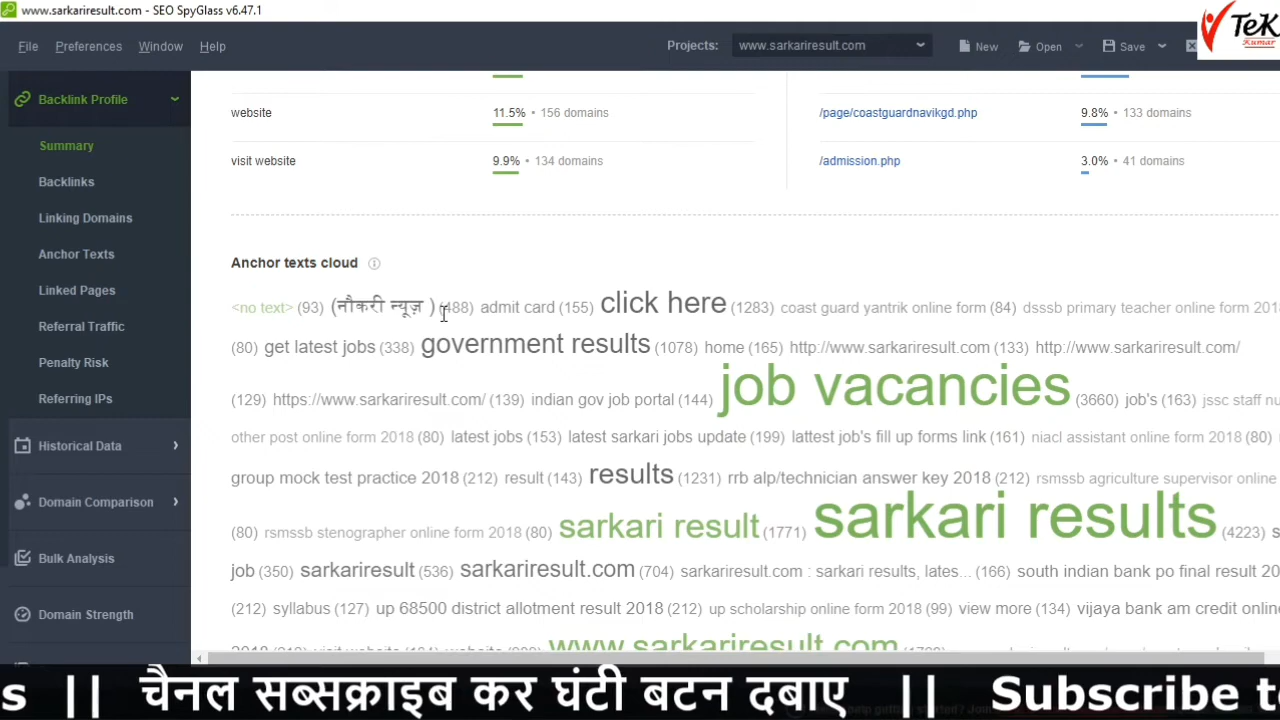 www.sarkariresult.com - SEO SpyGlass v6.47.1
File Preferences Window Help Projects: www.sarkariresult.com New Open Save
TeK
Kumar
Backlink Profile
Summary
Backlinks
Linking Domains
Anchor Texts
Linked Pages
Referral Traffic
Penalty Risk
Referring IPs
Historical Data
Domain Comparison
Bulk Analysis
Domain Strength
website 11.5% • 156 domains /page/coastguardnavikgd.php 9.8% • 133 domains
visit website 9.9% • 134 domains /admission.php 3.0% • 41 domains
Anchor texts cloud
<no text> (93) (नौकरी न्यूज़ ) (488) admit card (155) click here (1283) coast guard yantrik online form (84) dsssb primary teacher online form 201
(80) get latest jobs (338) government results (1078) home (165) http://www.sarkariresult.com (133) http://www.sarkariresult.com/
(129) https://www.sarkariresult.com/ (139) indian gov job portal (144) job vacancies (3660) job's (163) jssc staff nu
other post online form 2018 (80) latest jobs (153) latest sarkari jobs update (199) lattest job's fill up forms link (161) niacl assistant online form 2018 (80)
group mock test practice 2018 (212) result (143) results (1231) rrb alp/technician answer key 2018 (212) rsmssb agriculture supervisor online
(80) rsmssb stenographer online form 2018 (80) sarkari result (1771) sarkari results (4223) s
job (350) sarkariresult (536) sarkariresult.com (704) sarkariresult.com : sarkari results, lates... (166) south indian bank po final result 20
(212) syllabus (127) up 68500 district allotment result 2018 (212) up scholarship online form 2018 (99) view more (134) vijaya bank am credit onlin
www.sarkariresult.com
s || चैनल सब्सक्राइब कर घंटी बटन दबाए || Subscribe t